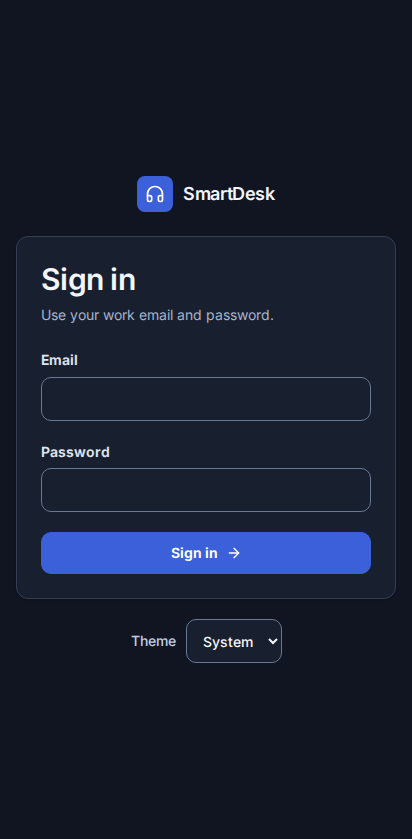 SmartDesk
Sign in
Use your work email and password.
Email
Password
Sign in
Theme System